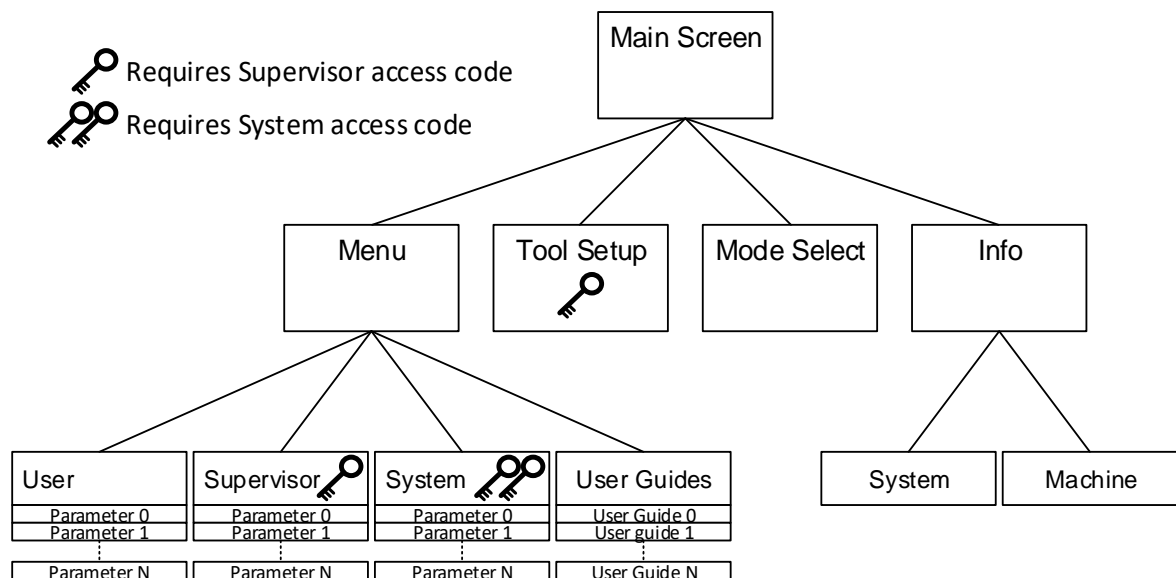 Main Screen
Requires Supervisor access code
Requires System access code
Menu
Tool Setup
Mode Select
Info
User
Supervisor
System
User Guides
System
Machine
Parameter 0
Parameter 0
Parameter 0
User Guide 0
Parameter 1
Parameter 1
Parameter 1
User guide 1
Parameter N
Parameter N
Parameter N
User Guide N